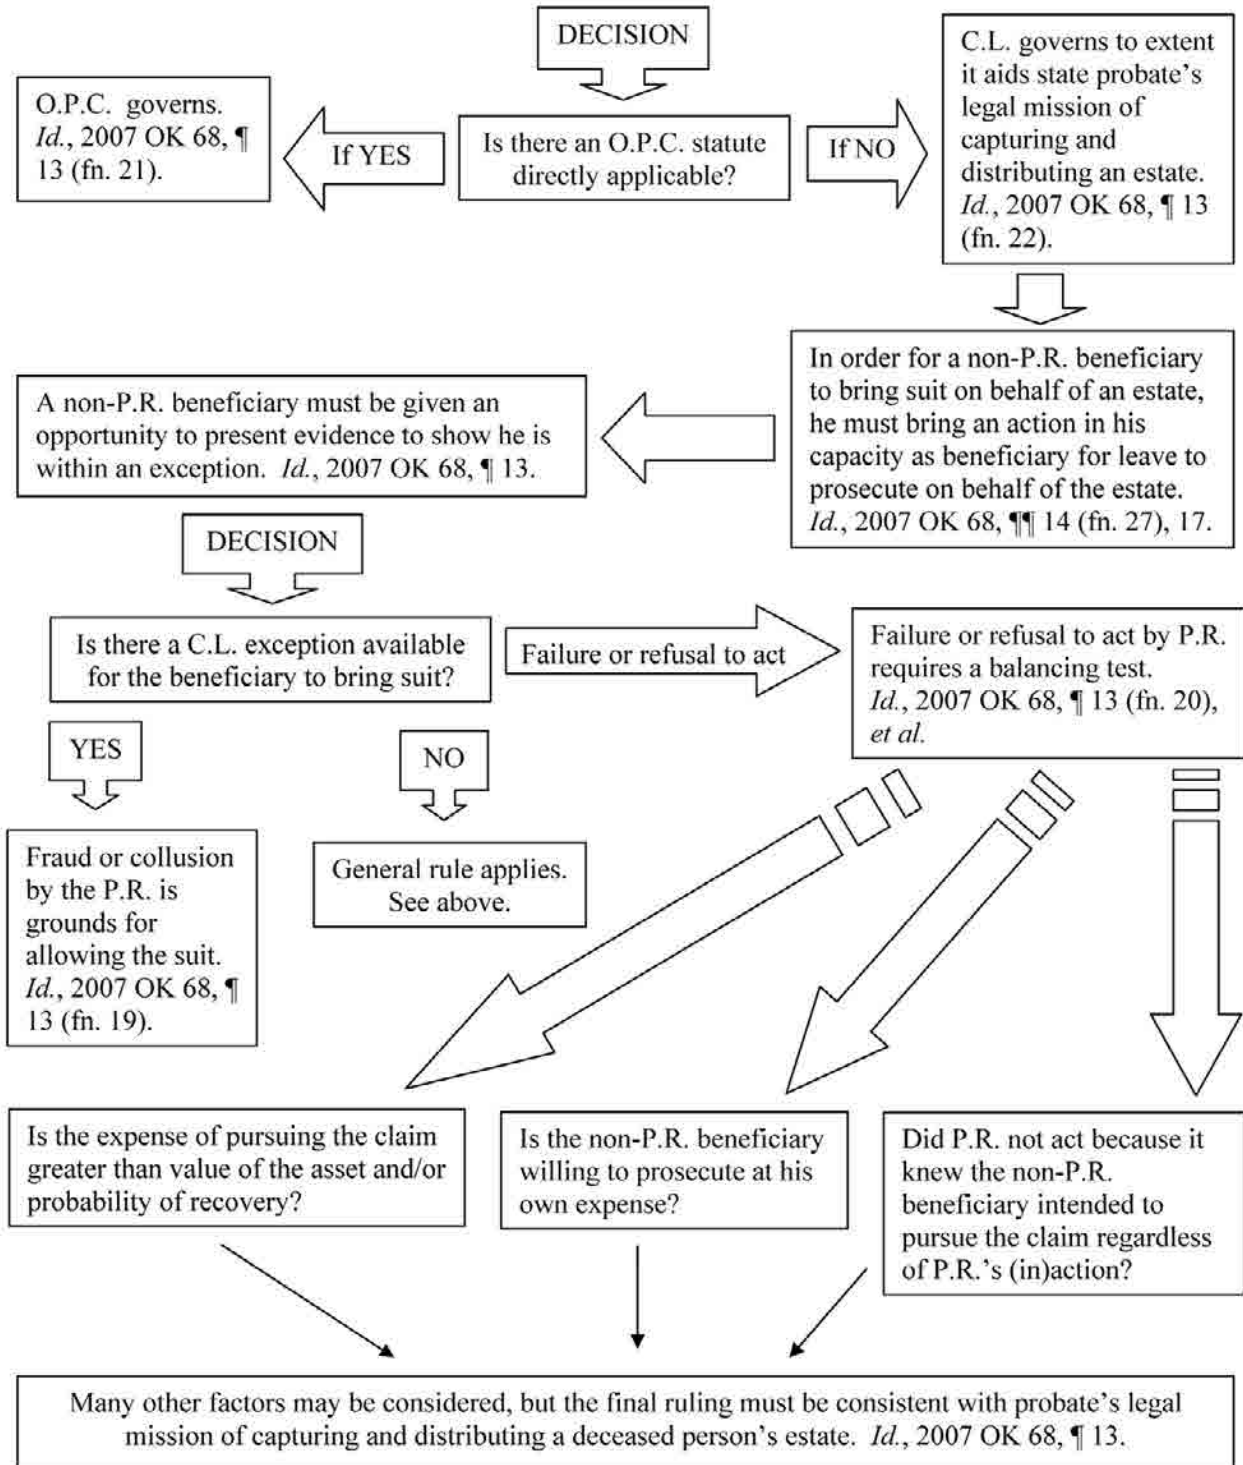 DECISION
Is there an O.P.C. statute
directly applicable?
If YES
O.P.C.  governs.
Id., 2007 OK 68, ¶
13 (fn. 21).
If NO
C.L. governs to extent
it aids state probate’s
legal mission of
capturing and
distributing an estate.
Id., 2007 OK 68, ¶ 13
(fn. 22).
In order for a non-P.R. beneficiary
to bring suit on behalf of an estate,
he must bring an action in his
capacity as beneficiary for leave to
prosecute on behalf of the estate.
Id., 2007 OK 68, ¶¶ 14 (fn. 27), 17.
A non-P.R. beneficiary must be given an
opportunity to present evidence to show he is
within an exception.  Id., 2007 OK 68, ¶ 13.
DECISION
Is there a C.L. exception available
for the beneficiary to bring suit?
Failure or refusal to act
Failure or refusal to act by P.R.
requires a balancing test.
Id., 2007 OK 68, ¶ 13 (fn. 20),
et al.
YES
NO
Fraud or collusion
by the P.R. is
grounds for
allowing the suit.
Id., 2007 OK 68, ¶
13 (fn. 19).
General rule applies.
See above.
Is the expense of pursuing the claim
greater than value of the asset and/or
probability of recovery?
Is the non-P.R. beneficiary
willing to prosecute at his
own expense?
Did P.R. not act because it
knew the non-P.R.
beneficiary intended to
pursue the claim regardless
of P.R.’s (in)action?
Many other factors may be considered, but the final ruling must be consistent with probate’s legal
mission of capturing and distributing a deceased person’s estate.  Id., 2007 OK 68, ¶ 13.